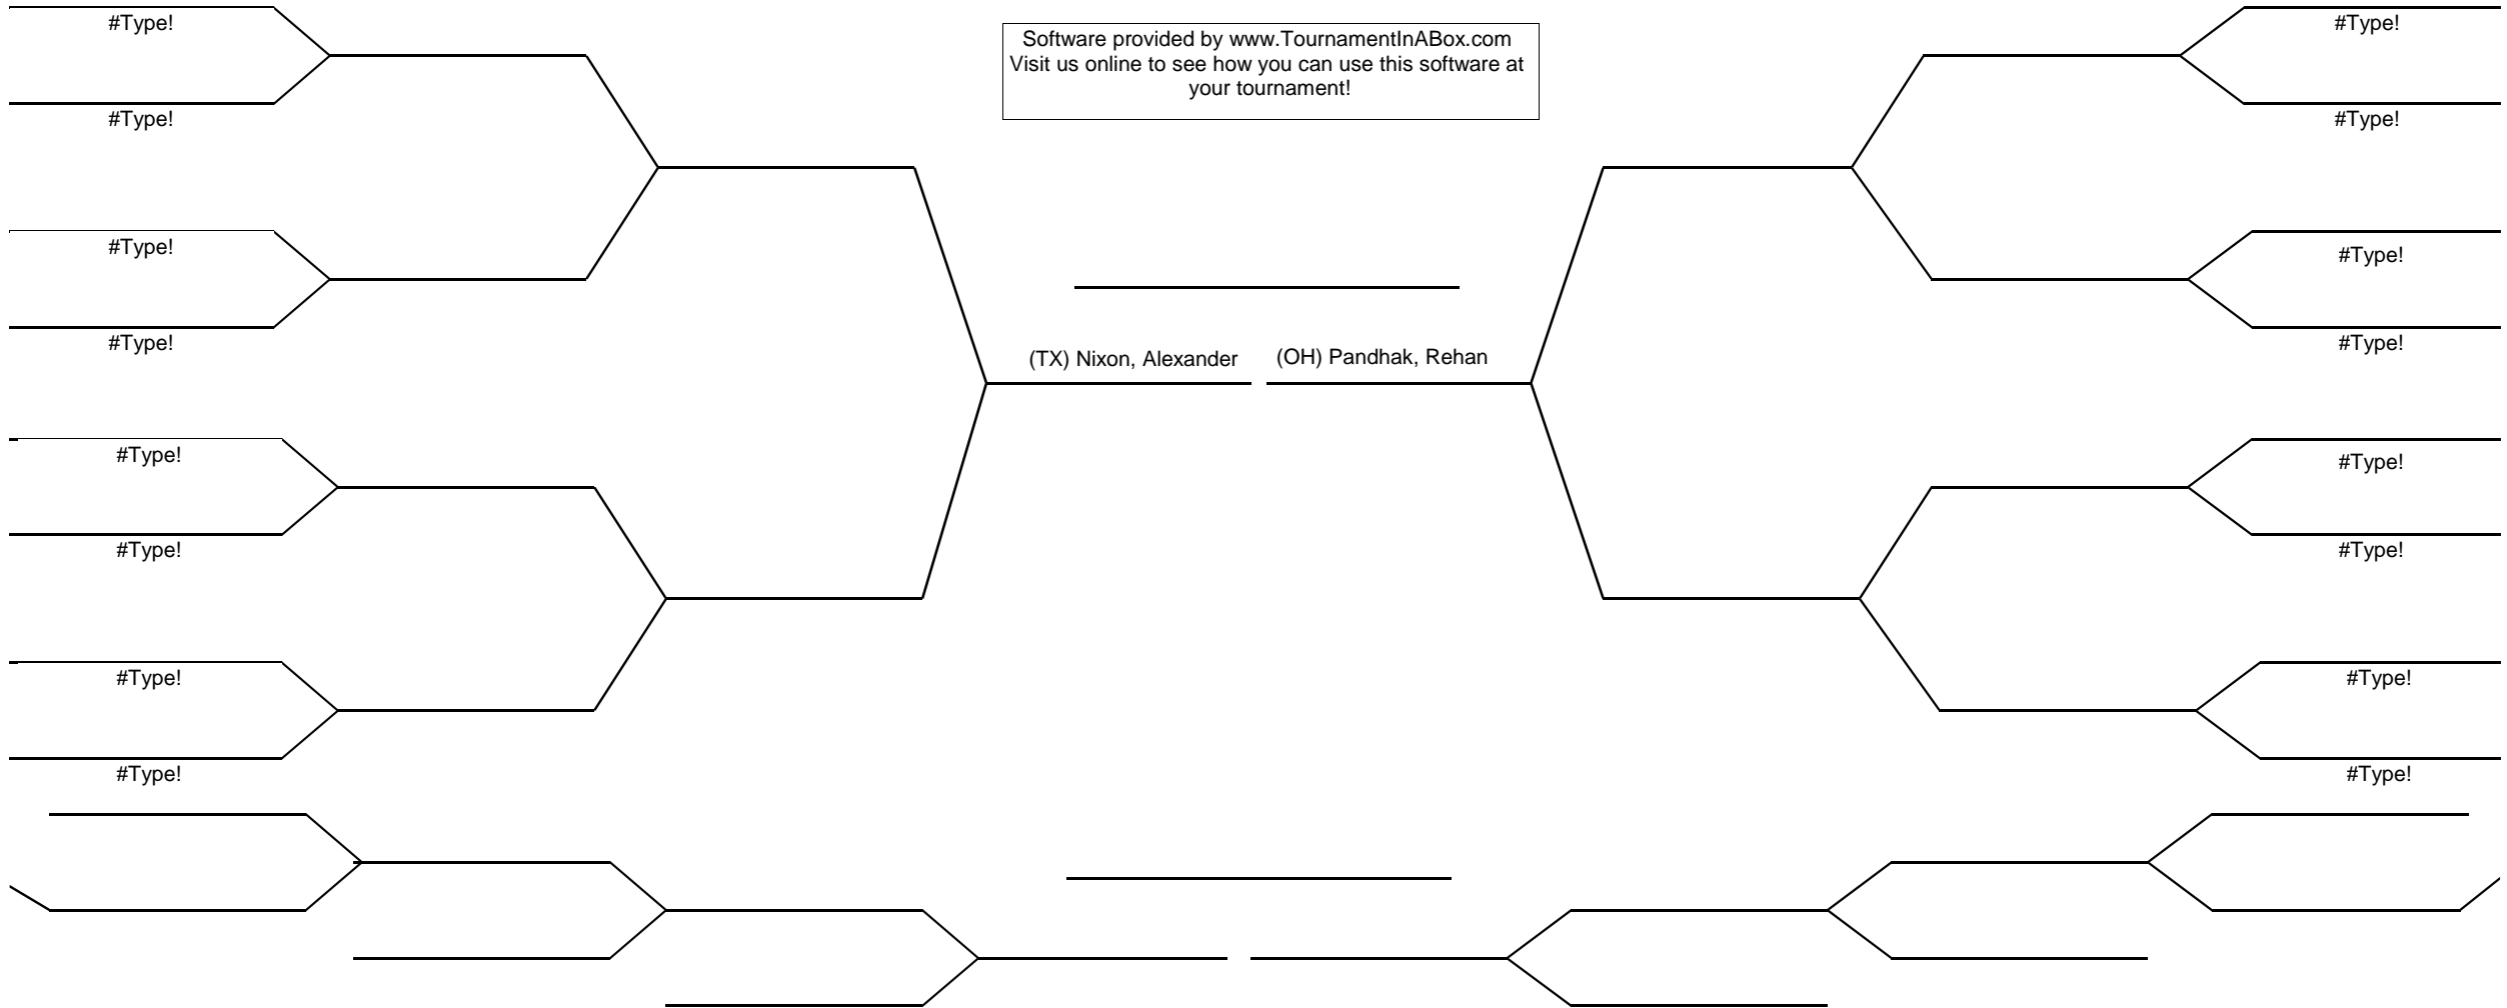 #Type!
#Type!
Software provided by www.TournamentInABox.com
Visit us online to see how you can use this software at
your tournament!
#Type!
#Type!
#Type!
#Type!
#Type!
#Type!
(TX) Nixon, Alexander
(OH) Pandhak, Rehan
#Type!
#Type!
#Type!
#Type!
#Type!
#Type!
#Type!
#Type!